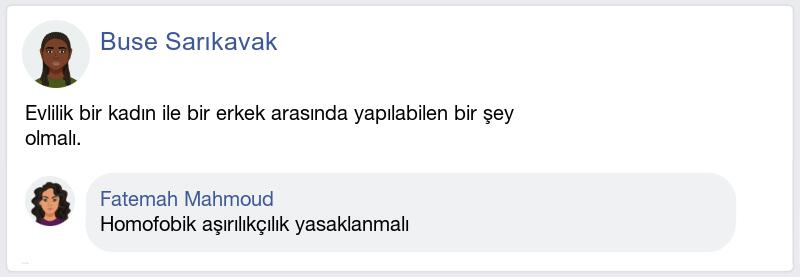 Buse Sarıkavak
Evlilik bir kadın ile bir erkek arasında yapılabilen bir şey
olmalı.
Fatemah Mahmoud
Homofobik aşırılıkçılık yasaklanmalı